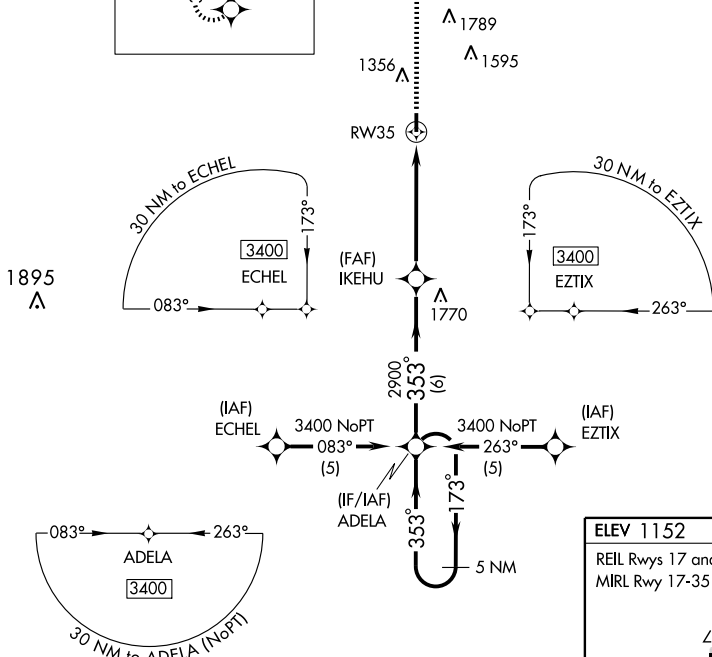 1789
1595
1356
RW35
30 NM to ECHEL
173°
3400
ECHEL
083°
1895
(FAF)
IKEHU
1770
30 NM to EZTIX
173°
3400
EZTIX
263°
2900
353°
(6)
(IAF)
ECHEL
3400 NoPT
083°
(5)
3400 NoPT
263°
(5)
(IAF)
EZTIX
(IF/IAF)
ADELA
353°
173°
5 NM
083°
263°
ADELA
3400
30 NM to ADELA (NoPT)
ELEV 1152
REIL Rwys 17 and
MIRL Rwy 17-35